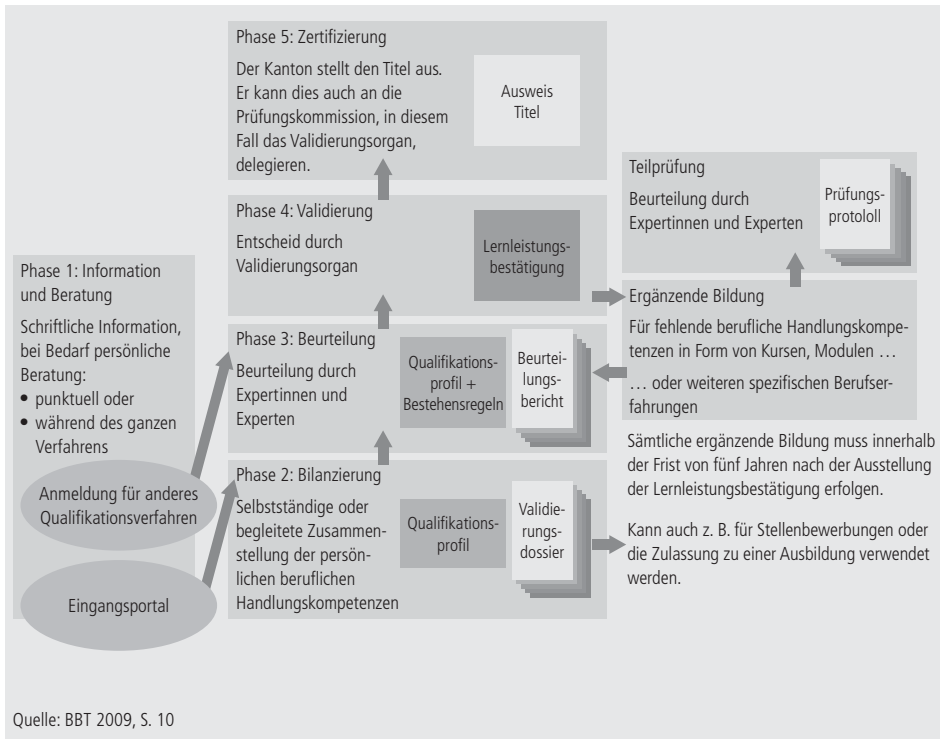 Phase 5: Zertifizierung
Der Kanton stellt den Titel aus.
Er kann dies auch an die
Prüfungskommission, in diesem
Fall das Validierungsorgan,
delegieren.
Ausweis
Titel
Phase 4: Validierung
Entscheid durch
Validierungsorgan
Lernleistungs-
bestätigung
Teilprüfung
Beurteilung durch
Expertinnen und Experten
Prüfungs-
protololl
Phase 1: Information
und Beratung
Schriftliche Information,
bei Bedarf persönliche
Beratung:
• punktuell oder
• während des ganzen
Verfahrens
Anmeldung für anderes
Qualifikationsverfahren
Eingangsportal
Phase 3: Beurteilung
Beurteilung durch
Expertinnen und
Experten
Qualifikations-
profil +
Bestehensregeln
Beurtei-
lungs-
bericht
Ergänzende Bildung
Für fehlende berufliche Handlungskompe-
tenzen in Form von Kursen, Modulen …
… oder weiteren spezifischen Berufser-
fahrungen
Sämtliche ergänzende Bildung muss innerhalb
der Frist von fünf Jahren nach der Ausstellung
der Lernleistungsbestätigung erfolgen.
Phase 2: Bilanzierung
Selbstständige oder
begleitete Zusammen-
stellung der persön-
lichen beruflichen
Handlungskompetenzen
Qualifikations-
profil
Validie-
rungs-
dossier
Kann auch z. B. für Stellenbewerbungen oder
die Zulassung zu einer Ausbildung verwendet
werden.
Quelle: BBT 2009, S. 10